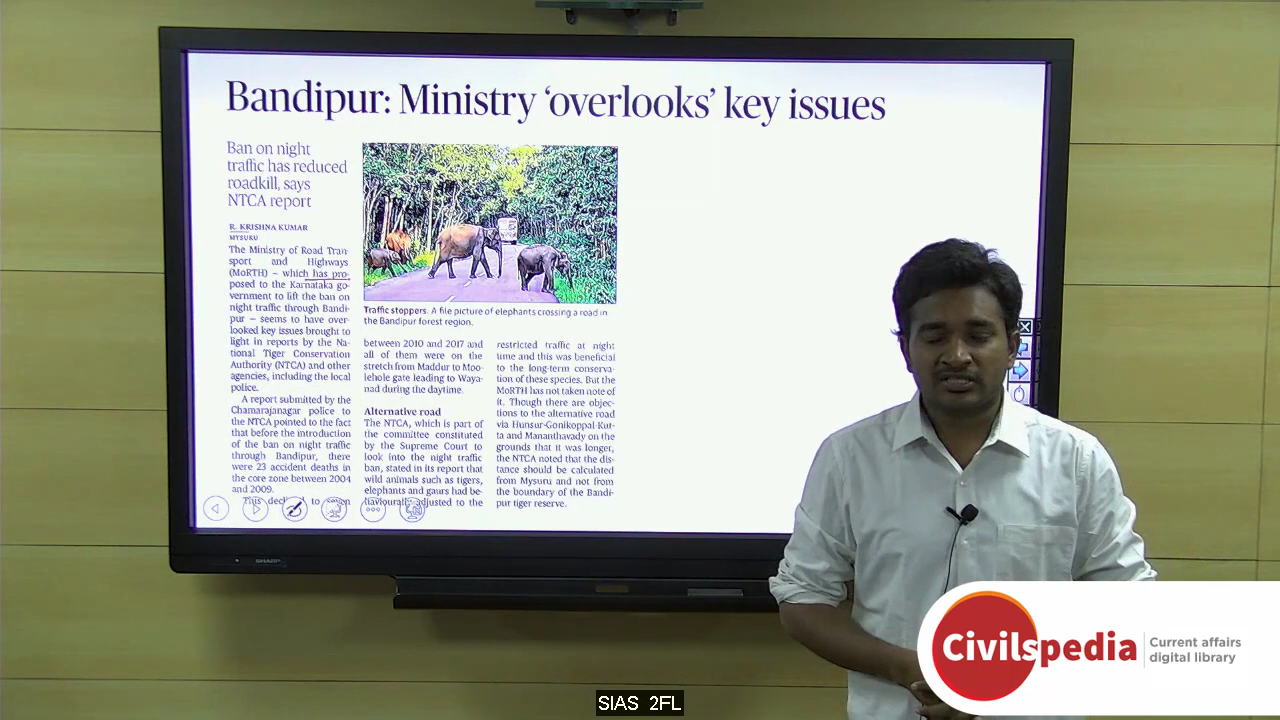 Bandipur: Ministry ‘overlooks’ key issues
Ban on night
traffic has reduced
roadkill, says
NTCA report
R. KRISHNA KUMAR
MYSURU
The Ministry of Road Tran-
sport and Highways
(MoRTH) – which has pro-
posed to the Karnataka go-
vernment to lift the ban on
night traffic through Bandi-
pur – seems to have over-
looked key issues brought to
light in reports by the Na-
tional Tiger Conservation
Authority (NTCA) and other
agencies, including the local
police.
A report submitted by the
Chamarajanagar police to
the NTCA pointed to the fact
that before the introduction
of the ban on night traffic
through Bandipur, there
were 23 accident deaths in
the core zone between 2004
and 2009.
This to
Traffic stoppers. A file picture of elephants crossing a road in
the Bandipur forest region.
between 2010 and 2017 and
all of them were on the
stretch from Maddur to Moo-
lehole gate leading to Waya-
nad during the daytime.
Alternative road
The NTCA, which is part of
the committee constituted
by the Supreme Court to
look into the night traffic
ban, stated in its report that
wild animals such as tigers,
elephants and gaurs had be-
haviourally adjusted to the
restricted traffic at night
time and this was beneficial
to the long-term conserva-
tion of these species. But the
MoRTH has not taken note of
it. Though there are objec-
tions to the alternative road
via Hunsur-Gonikoppal-Kut-
ta and Mananthavady on the
grounds that it was longer,
the NTCA noted that the dis-
tance should be calculated
from Mysuru and not from
the boundary of the Bandi-
pur tiger reserve.
SHARP
Civilspedia
Current affairs
digital library
SIAS 2FL